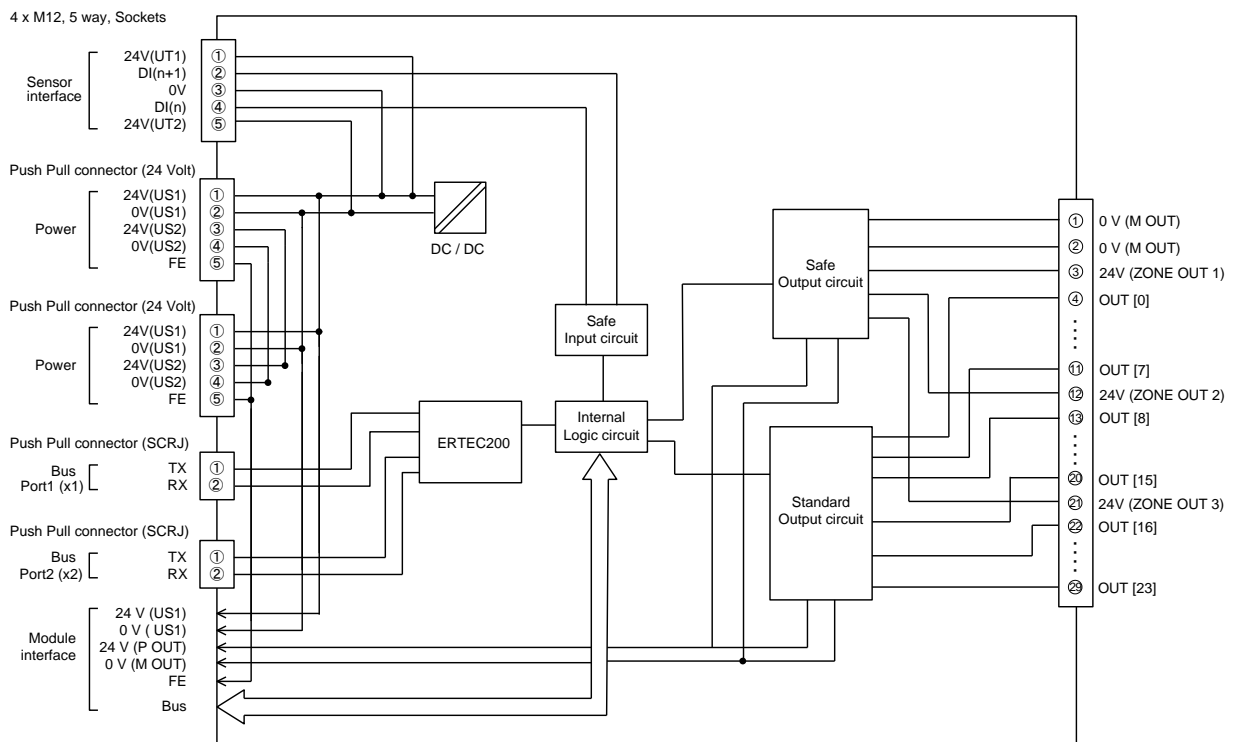 4 x M12, 5 way, Sockets
Sensor
interface
24V(UT1) ①
DI(n+1) ②
0V ③
DI(n) ④
24V(UT2) ⑤
Push Pull connector (24 Volt)
Power
24V(US1) ①
0V(US1) ②
24V(US2) ③
0V(US2) ④
FE ⑤
Push Pull connector (24 Volt)
Power
24V(US1) ①
0V(US1) ②
24V(US2) ③
0V(US2) ④
FE ⑤
Push Pull connector (SCRJ)
Bus
Port1 (x1)
TX ①
RX ②
Push Pull connector (SCRJ)
Bus
Port2 (x2)
TX ①
RX ②
Module
interface
24 V (US1)
0 V ( US1)
24 V (P OUT)
0 V (M OUT)
FE
Bus
DC / DC
Safe
Input circuit
ERTEC200
Internal
Logic circuit
Safe
Output circuit
Standard
Output circuit
① 0 V (M OUT)
② 0 V (M OUT)
③ 24V (ZONE OUT 1)
④ OUT [0]
⑪ OUT [7]
⑫ 24V (ZONE OUT 2)
⑬ OUT [8]
⑳ OUT [15]
㉑ 24V (ZONE OUT 3)
㉒ OUT [16]
㉙ OUT [23]